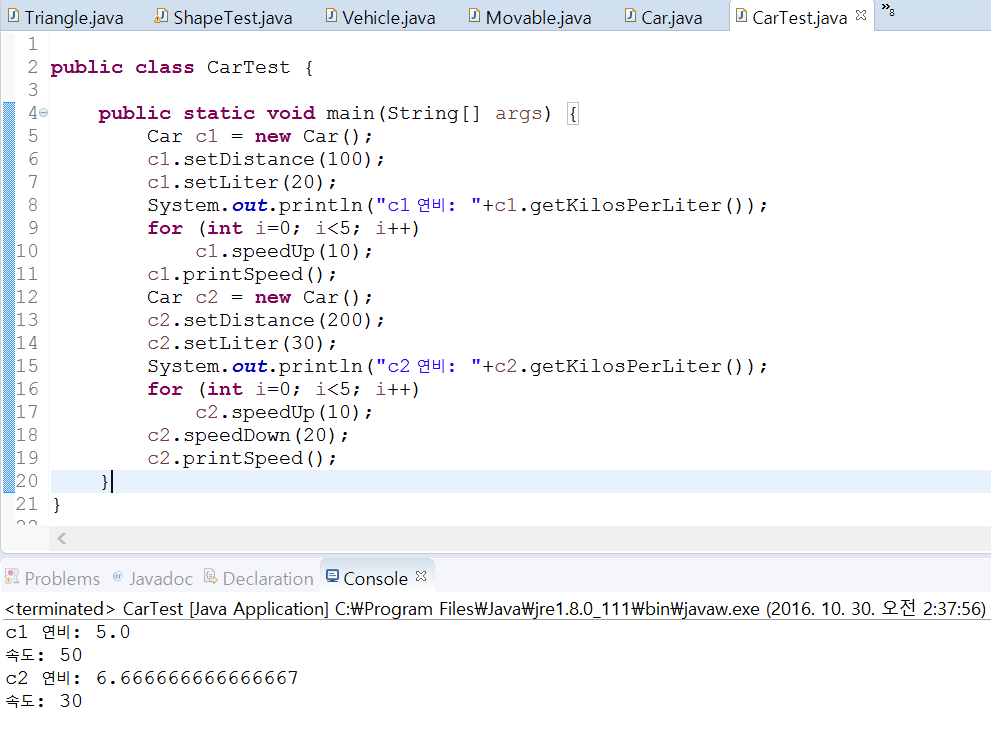 Triangle.java ShapeTest.java Vehicle.java Movable.java Car.java CarTest.java »8
1
2 public class CarTest {
3
4 public static void main(String[] args) {
5 Car c1 = new Car();
6 c1.setDistance(100);
7 c1.setLiter(20);
8 System.out.println("c1 연비: "+c1.getKilosPerLiter());
9 for (int i=0; i<5; i++)
10 c1.speedUp(10);
11 c1.printSpeed();
12 Car c2 = new Car();
13 c2.setDistance(200);
14 c2.setLiter(30);
15 System.out.println("c2 연비: "+c2.getKilosPerLiter());
16 for (int i=0; i<5; i++)
17 c2.speedUp(10);
18 c2.speedDown(20);
19 c2.printSpeed();
20 }
21 }
Problems @ Javadoc Declaration Console
<terminated> CarTest [Java Application] C:₩Program Files₩Java₩jre1.8.0_111₩bin₩javaw.exe (2016. 10. 30. 오전 2:37:56)
c1 연비: 5.0
속도: 50
c2 연비: 6.666666666666667
속도: 30